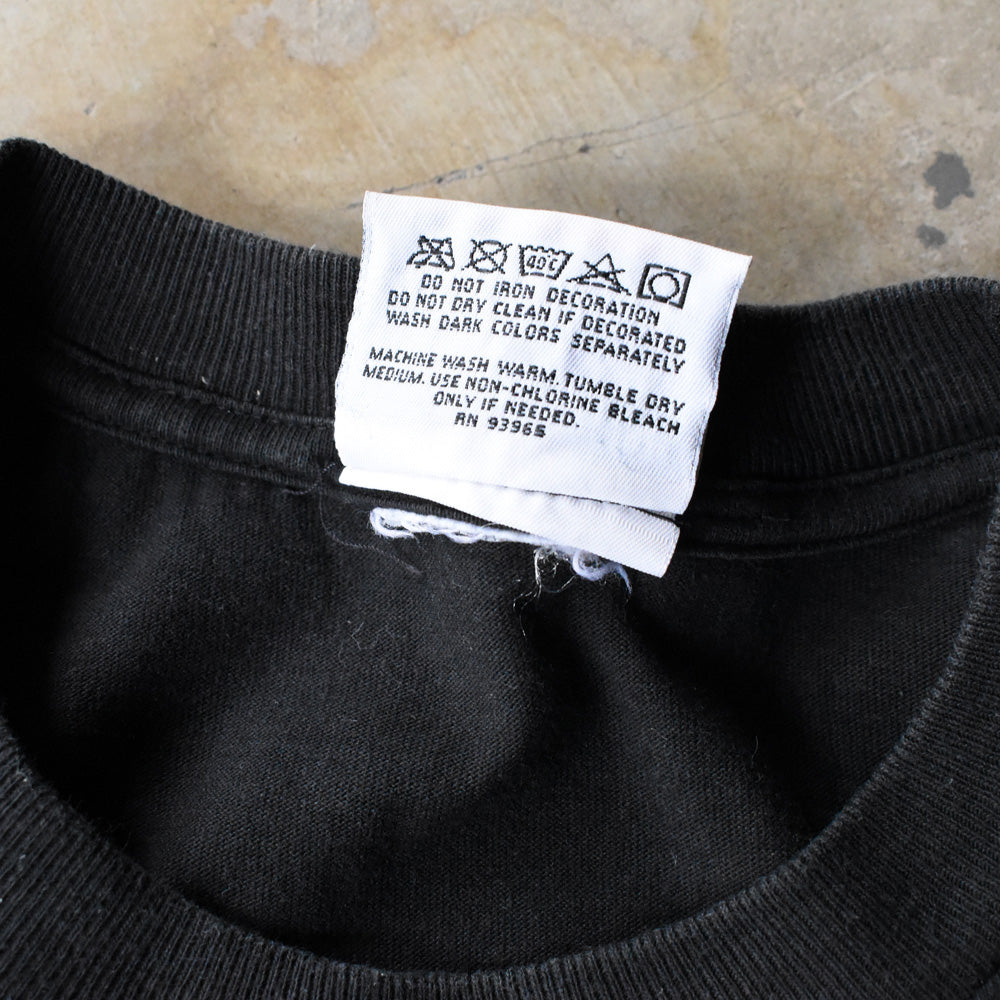 40C
DO NOT IRON DECORATION
DO NOT DRY CLEAN IF DECORATED
WASH DARK COLORS SEPARATELY
MACHINE WASH WARM. TUMBLE DRY
MEDIUM. USE NON-CHLORINE BLEACH
ONLY IF NEEDED.
RN 93965